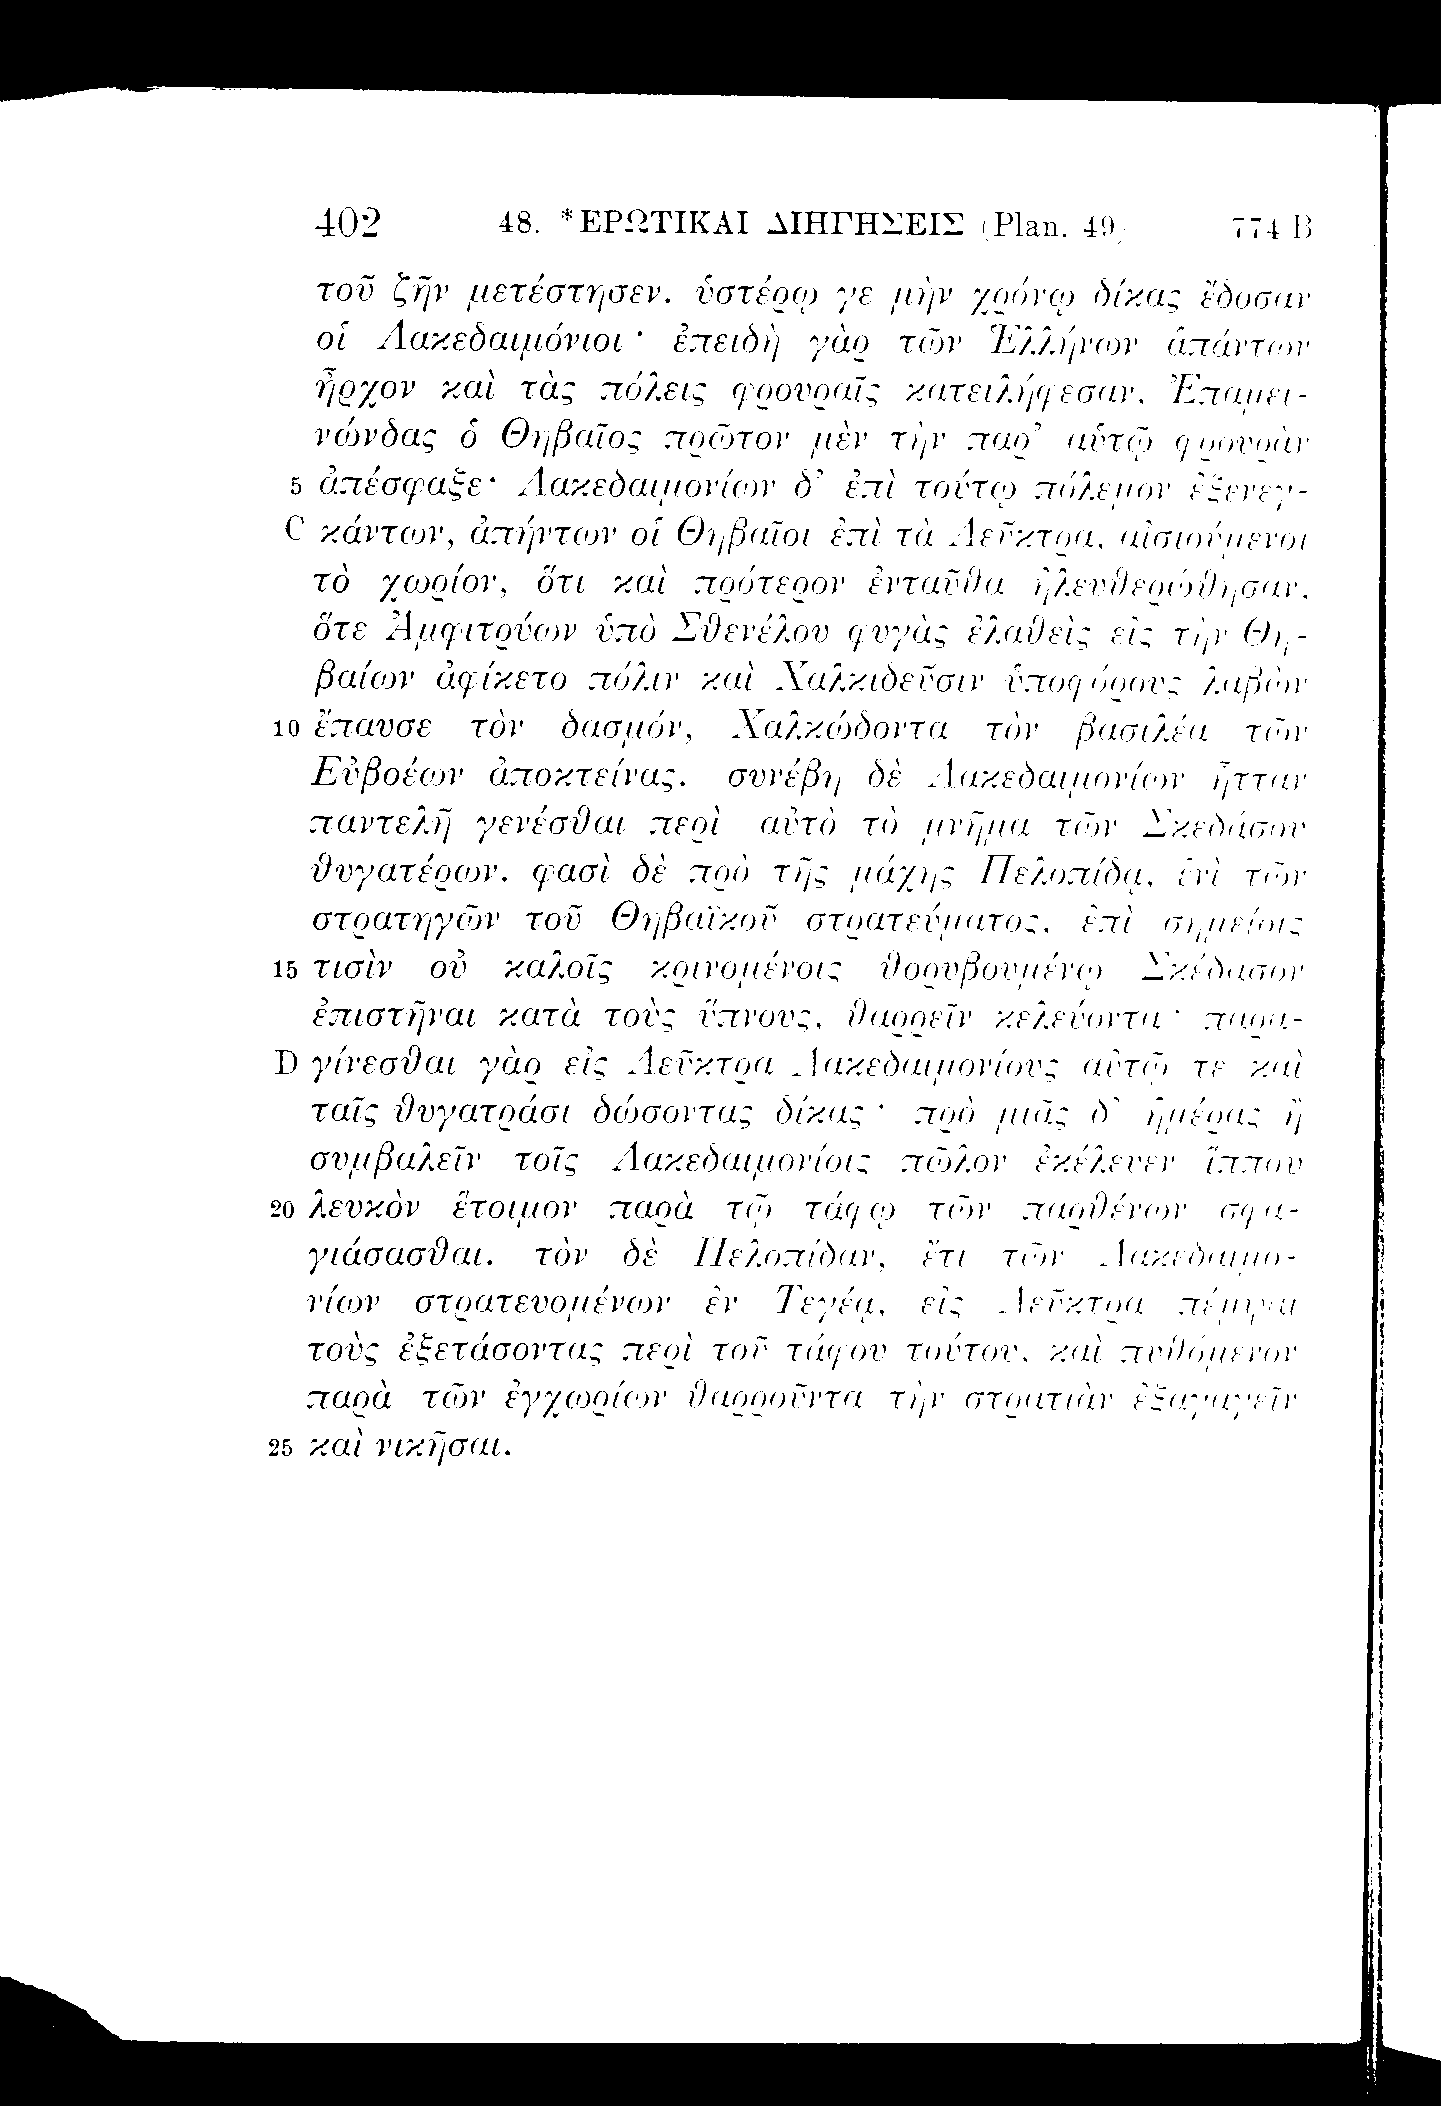 402 48. *ΕΡΩΤΙΚΑΙ ΔΙΗΓΗΣΕΙΣ (Plan. 49) 774 B
τοῦ ζῆν μετέστησεν. ὑστέρῳ γε μὴν χρόνῳ δίκας ἔδοσαν
οἱ Λακεδαιμόνιοι· ἐπειδὴ γὰρ τῶν Ἑλλήνων ἁπάντων
ἦρχον καὶ τὰς πόλεις φρουραῖς κατειλήφεσαν, Ἐπαμει-
νώνδας ὁ Θηβαῖος πρῶτον μὲν τὴν παρ’ αὑτῷ φρουρὰν
5 ἀπέσφαξε· Λακεδαιμονίων δ’ ἐπὶ τούτῳ πόλεμον ἐξενεγ-
C κάντων, ἀπήντων οἱ Θηβαῖοι ἐπὶ τὰ Λεῦκτρα, αἰσιούμενοι
τὸ χωρίον, ὅτι καὶ πρότερον ἐνταῦθα ἠλευθερώθησαν,
ὅτε Ἀμφιτρύων ὑπὸ Σθενέλου φυγὰς ἐλαθεὶς εἰς τὴν Θη-
βαίων ἀφίκετο πόλιν καὶ Χαλκιδεῦσιν ὑποφόρους λαβὼν
10 ἔπαυσε τὸν δασμόν, Χαλκώδοντα τὸν βασιλέα τῶν
Εὐβοέων ἀποκτείνας. συνέβη δὲ Λακεδαιμονίων ἧτταν
παντελῆ γενέσθαι περὶ αὐτὸ τὸ μνῆμα τῶν Σκεδάσου
θυγατέρων. φασὶ δὲ πρὸ τῆς μάχης Πελοπίδᾳ, ἑνὶ τῶν
στρατηγῶν τοῦ Θηβαϊκοῦ στρατεύματος, ἐπὶ σημείοις
15 τισὶν οὐ καλοῖς κρινομένοις θορυβουμένῳ Σκέδασον
ἐπιστῆναι κατὰ τοὺς ὕπνους, θαρρεῖν κελεύοντα· παρα-
D γίνεσθαι γὰρ εἰς Λεῦκτρα Λακεδαιμονίους αὐτῷ τε καὶ
ταῖς θυγατράσι δώσοντας δίκας· πρὸ μιᾶς δ’ ἡμέρας ἢ
συμβαλεῖν τοῖς Λακεδαιμονίοις πῶλον ἐκέλευεν ἵππου
20 λευκὸν ἕτοιμον παρὰ τῷ τάφῳ τῶν παρθένων σφα-
γιάσασθαι. τὸν δὲ Πελοπίδαν, ἔτι τῶν Λακεδαιμο-
νίων στρατευομένων ἐν Τεγέᾳ, εἰς Λεῦκτρα πέμψαι
τοὺς ἐξετάσοντας περὶ τοῦ τάφου τούτου, καὶ πυθόμενον
παρὰ τῶν ἐγχωρίων θαρροῦντα τὴν στρατιὰν ἐξαγαγεῖν
25 καὶ νικῆσαι.